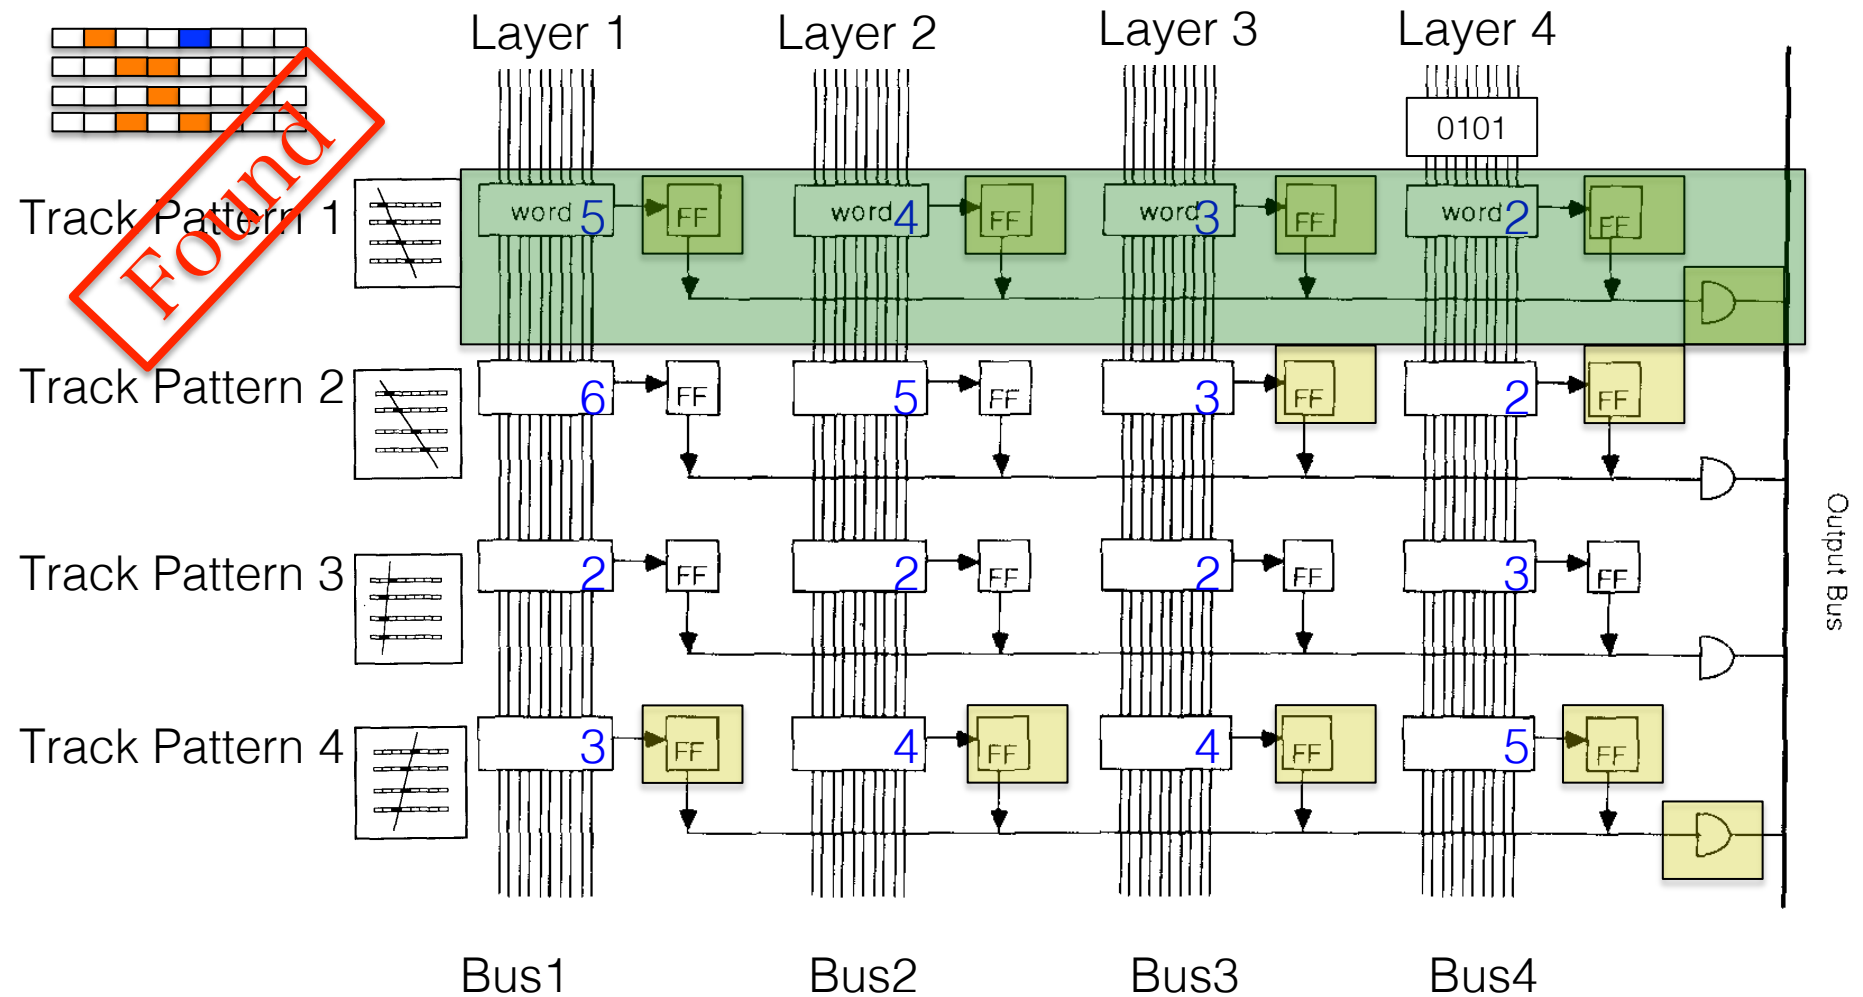 Layer 1 Layer 2 Layer 3 Layer 4
0101
Found
Track Pattern 1 word 5 FF word 4 FF word 3 FF word 2 FF
Track Pattern 2 6 FF 5 FF 3 FF 2 FF
Track Pattern 3 2 FF 2 FF 2 FF 3 FF
Track Pattern 4 3 FF 4 FF 4 FF 5 FF
Output Bus
Bus1 Bus2 Bus3 Bus4